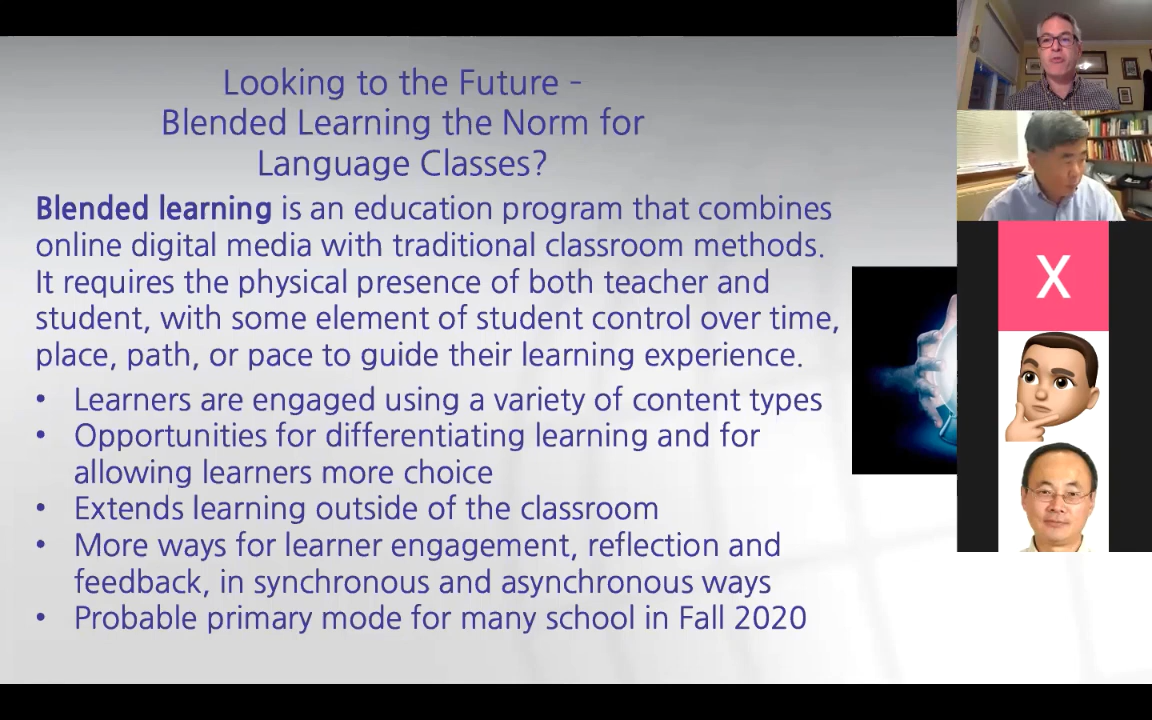 Looking to the Future -
Blended Learning the Norm for
Language Classes?
Blended learning is an education program that combines
online digital media with traditional classroom methods.
It requires the physical presence of both teacher and
student, with some element of student control over time,
place, path, or pace to guide their learning experience.
• Learners are engaged using a variety of content types
• Opportunities for differentiating learning and for
allowing learners more choice
• Extends learning outside of the classroom
• More ways for learner engagement, reflection and
feedback, in synchronous and asynchronous ways
• Probable primary mode for many school in Fall 2020
X